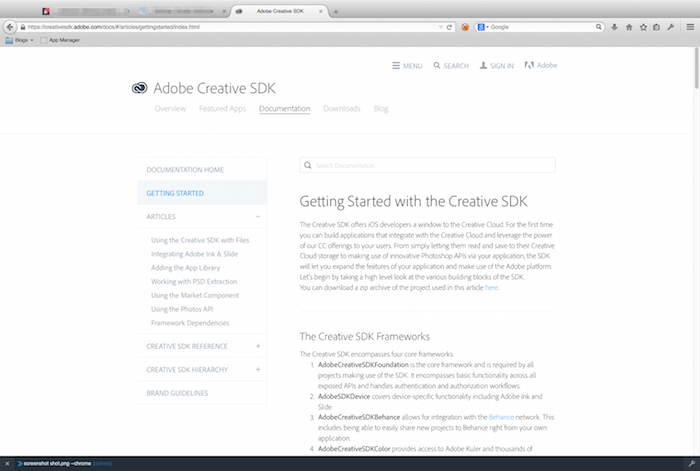 Adobe Creative SDK
https://creativesdk.adobe.com/docs/#/articles/gettingstarted/index.html
Google
Blogs
App Manager
MENU
SEARCH
SIGN IN
Adobe
Adobe Creative SDK
Overview
Featured Apps
Documentation
Downloads
Blog
DOCUMENTATION HOME
GETTING STARTED
ARTICLES
Using the Creative SDK with Files
Integrating Adobe Ink & Slide
Adding the App Library
Working with PSD Extraction
Using the Market Component
Using the Photos API
Framework Dependencies
CREATIVE SDK REFERENCE
CREATIVE SDK HIERARCHY
BRAND GUIDELINES
Search Documentation
Getting Started with the Creative SDK
The Creative SDK offers iOS developers a window to the Creative Cloud. For the first time
you can build applications that integrate with the Creative Cloud and leverage the power
of our CC offerings to your users. From simply letting them read and save to their Creative
Cloud storage to making use of innovative Photoshop APIs via your application, the SDK
will let you expand the features of your application and make use of the Adobe platform.
Let's begin by taking a high level look at the various building blocks of the SDK.
You can download a zip archive of the project used in this article here.
The Creative SDK Frameworks
The Creative SDK encompasses four core frameworks:
1. AdobeCreativeSDKFoundation is the core framework and is required by all
projects making use of the SDK. It encompasses basic functionality across all
exposed APIs and handles authentication and authorization workflows.
2. AdobeSDKDevice covers device-specific functionality including Adobe Ink and
Slide.
3. AdobeCreativeSDKBehance allows for integration with the Behance network. This
includes being able to easily share new projects to Behance right from your own
application.
4. AdobeCreativeSDKColor provides access to Adobe Kuler and thousands of
screenshot shot.png --chrome [options]